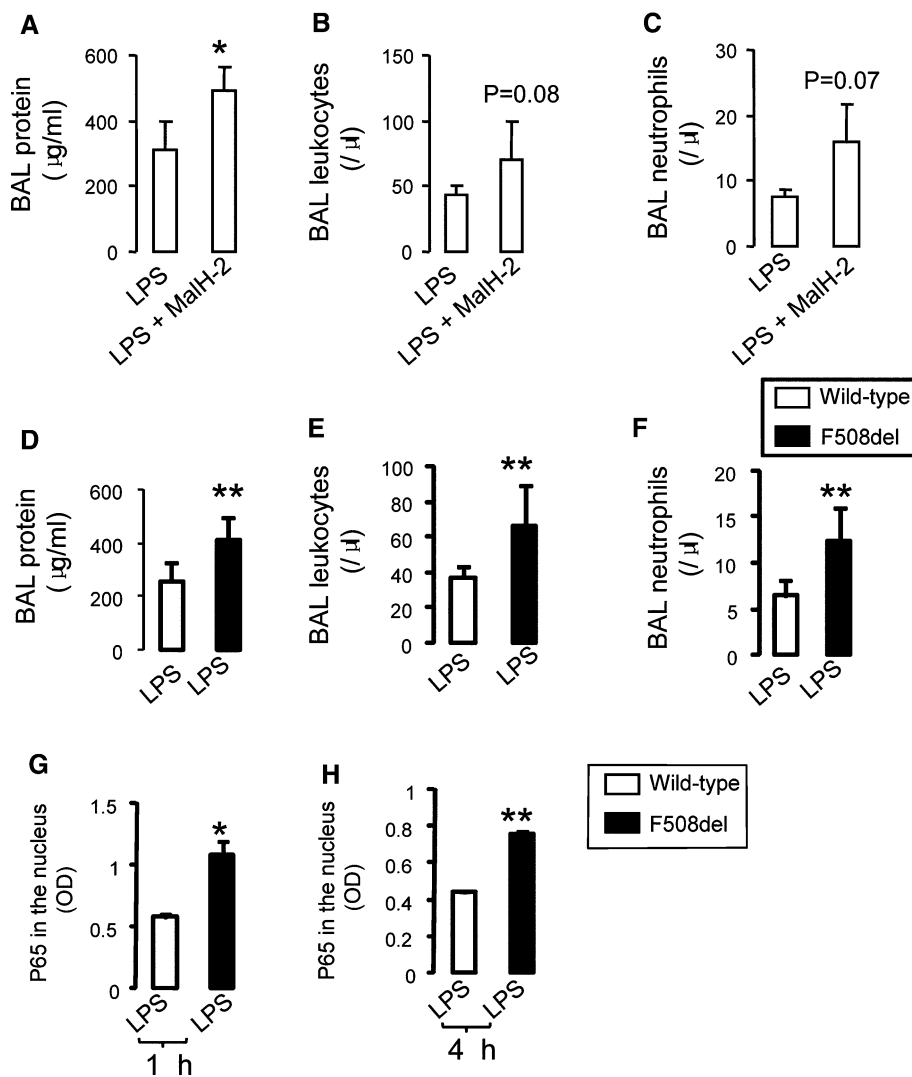 A
BAL protein
( µg/ml)
600
400
200
0
*
LPS
LPS + MalH-2
B
BAL leukocytes
(/ µl)
150
100
50
0
P=0.08
LPS
LPS + MalH-2
C
BAL neutrophils
(/ µl)
30
20
10
0
P=0.07
LPS
LPS + MalH-2
Wild-type
F508del
D
BAL protein
( µg/ml)
600
400
200
0
**
LPS
LPS
E
BAL leukocytes
(/ µl)
100
80
60
40
20
0
**
LPS
LPS
F
BAL neutrophils
(/ µl)
20
15
10
5
0
**
LPS
LPS
G
P65 in the nucleus
(OD)
1.5
1
0.5
0
*
LPS
LPS
1 h
H
P65 in the nucleus
(OD)
1
0.8
0.6
0.4
0.2
0
**
LPS
LPS
4 h
Wild-type
F508del